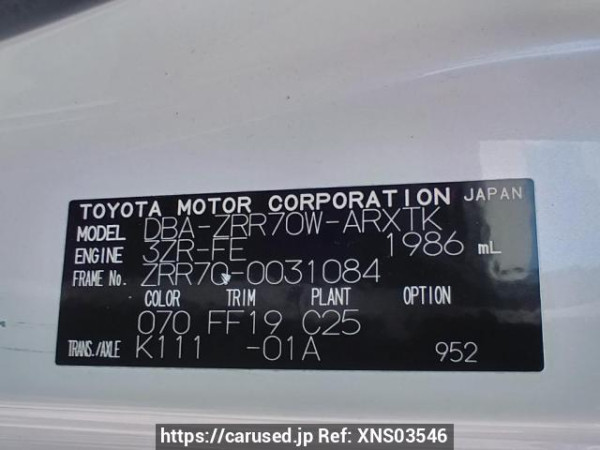 TOYOTA MOTOR CORPORATION JAPAN
MODEL DBA-ZRR70W-ARXTK
ENGINE 3ZR-FE 1986 mL
FRAME No. ZRR70-0031084
COLOR TRIM PLANT OPTION
070 FF19 C25
TRANS./AXLE K111 -01A 952
https://carused.jp Ref: XNS03546